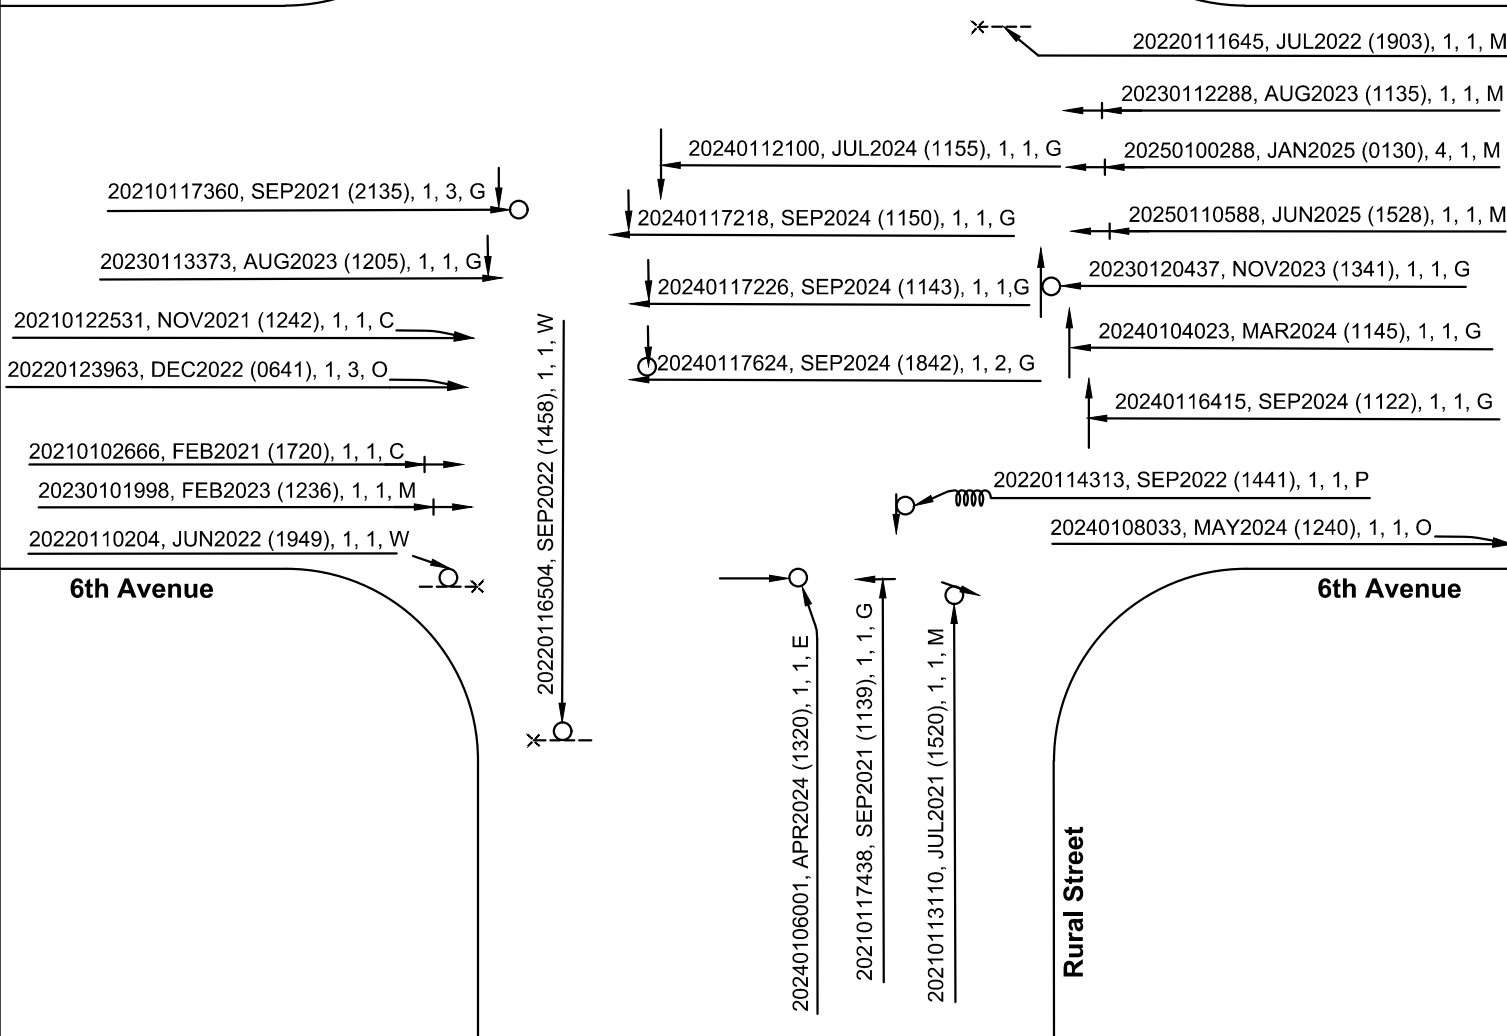 20220111645, JUL2022 (1903), 1, 1, M
20230112288, AUG2023 (1135), 1, 1, M
20240112100, JUL2024 (1155), 1, 1, G
20250100288, JAN2025 (0130), 4, 1, M
20210117360, SEP2021 (2135), 1, 3, G
20240117218, SEP2024 (1150), 1, 1, G
20250110588, JUN2025 (1528), 1, 1, M
20230113373, AUG2023 (1205), 1, 1, G
20240117226, SEP2024 (1143), 1, 1,G
20230120437, NOV2023 (1341), 1, 1, G
20210122531, NOV2021 (1242), 1, 1, C
20240104023, MAR2024 (1145), 1, 1, G
20220123963, DEC2022 (0641), 1, 3, O
20240117624, SEP2024 (1842), 1, 2, G
20240116415, SEP2024 (1122), 1, 1, G
20210102666, FEB2021 (1720), 1, 1, C
20230101998, FEB2023 (1236), 1, 1, M
20220114313, SEP2022 (1441), 1, 1, P
20220110204, JUN2022 (1949), 1, 1, W
20240108033, MAY2024 (1240), 1, 1, O
20220116504, SEP2022 (1458), 1, 1, W
6th Avenue
6th Avenue
20240106001, APR2024 (1320), 1, 1, E
20210117438, SEP2021 (1139), 1, 1, G
20210113110, JUL2021 (1520), 1, 1, M
Rural Street